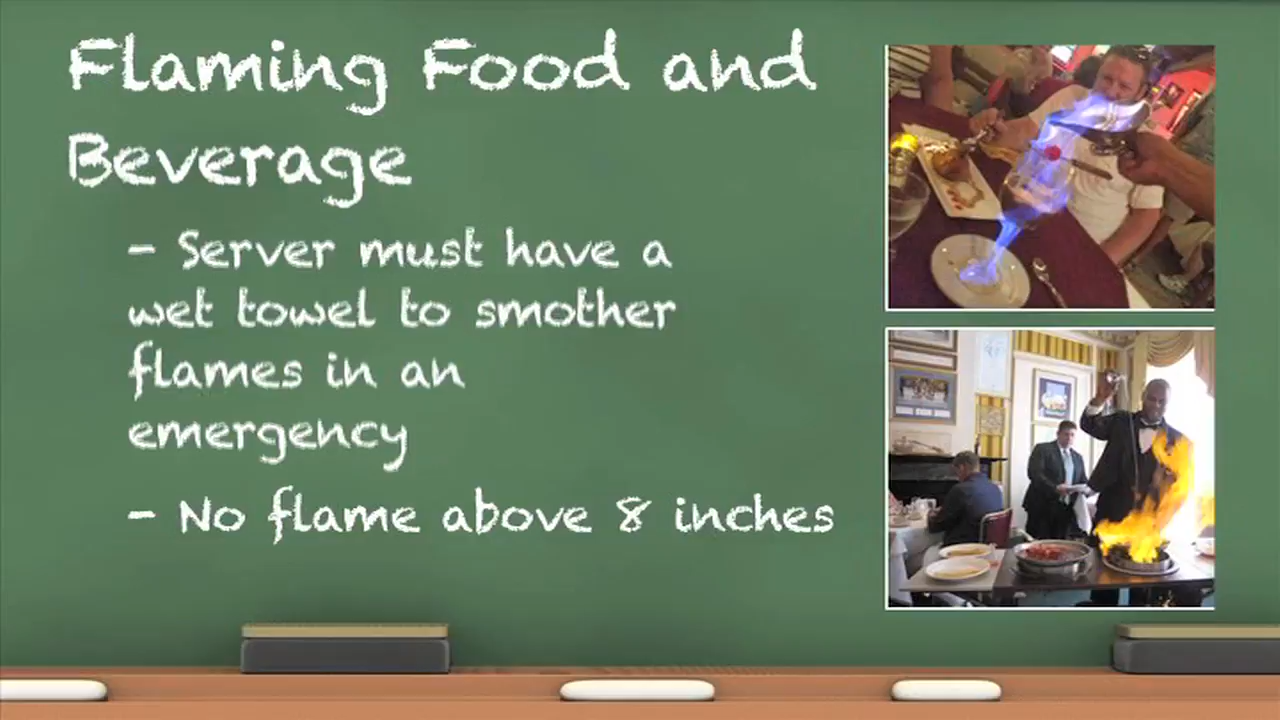 Flaming Food and
Beverage
- Server must have a
wet towel to smother
flames in an
emergency
- No flame above 8 inches